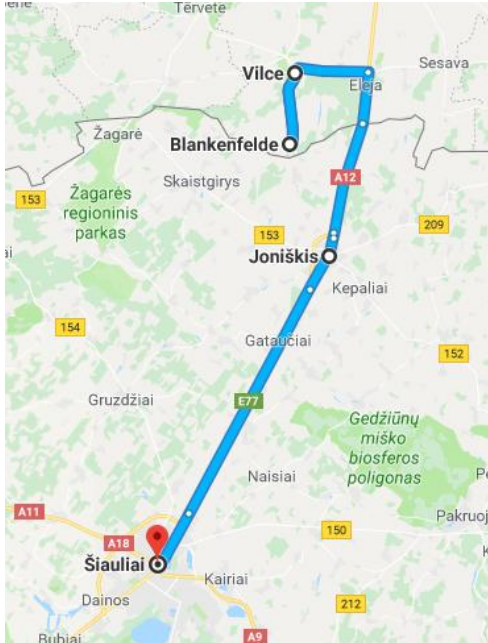 Tērvete
Vilce
Sesava
Eleja
Blankenfelde
Žagarė
Skaistgirys
A12
153
Žagarės
regioninis
parkas
153
209
Joniškis
Kepaliai
154
Gataučiai
152
Gruzdžiai
E77
Gedžiūnų
miško
biosferos
poligonas
Naisiai
A11
Pakruoj
150
A18
Šiauliai
Kairiai
Dainos
212
Bubiai
A9